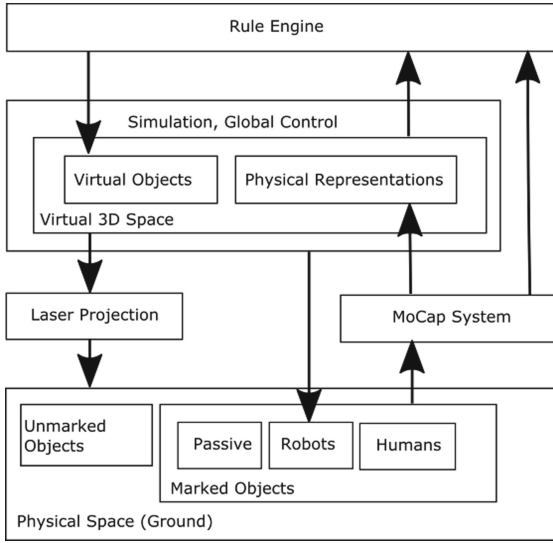 Rule Engine
Simulation, Global Control
Virtual Objects
Physical Representations
Virtual 3D Space
Laser Projection
MoCap System
Unmarked
Objects
Passive
Robots
Humans
Marked Objects
Physical Space (Ground)